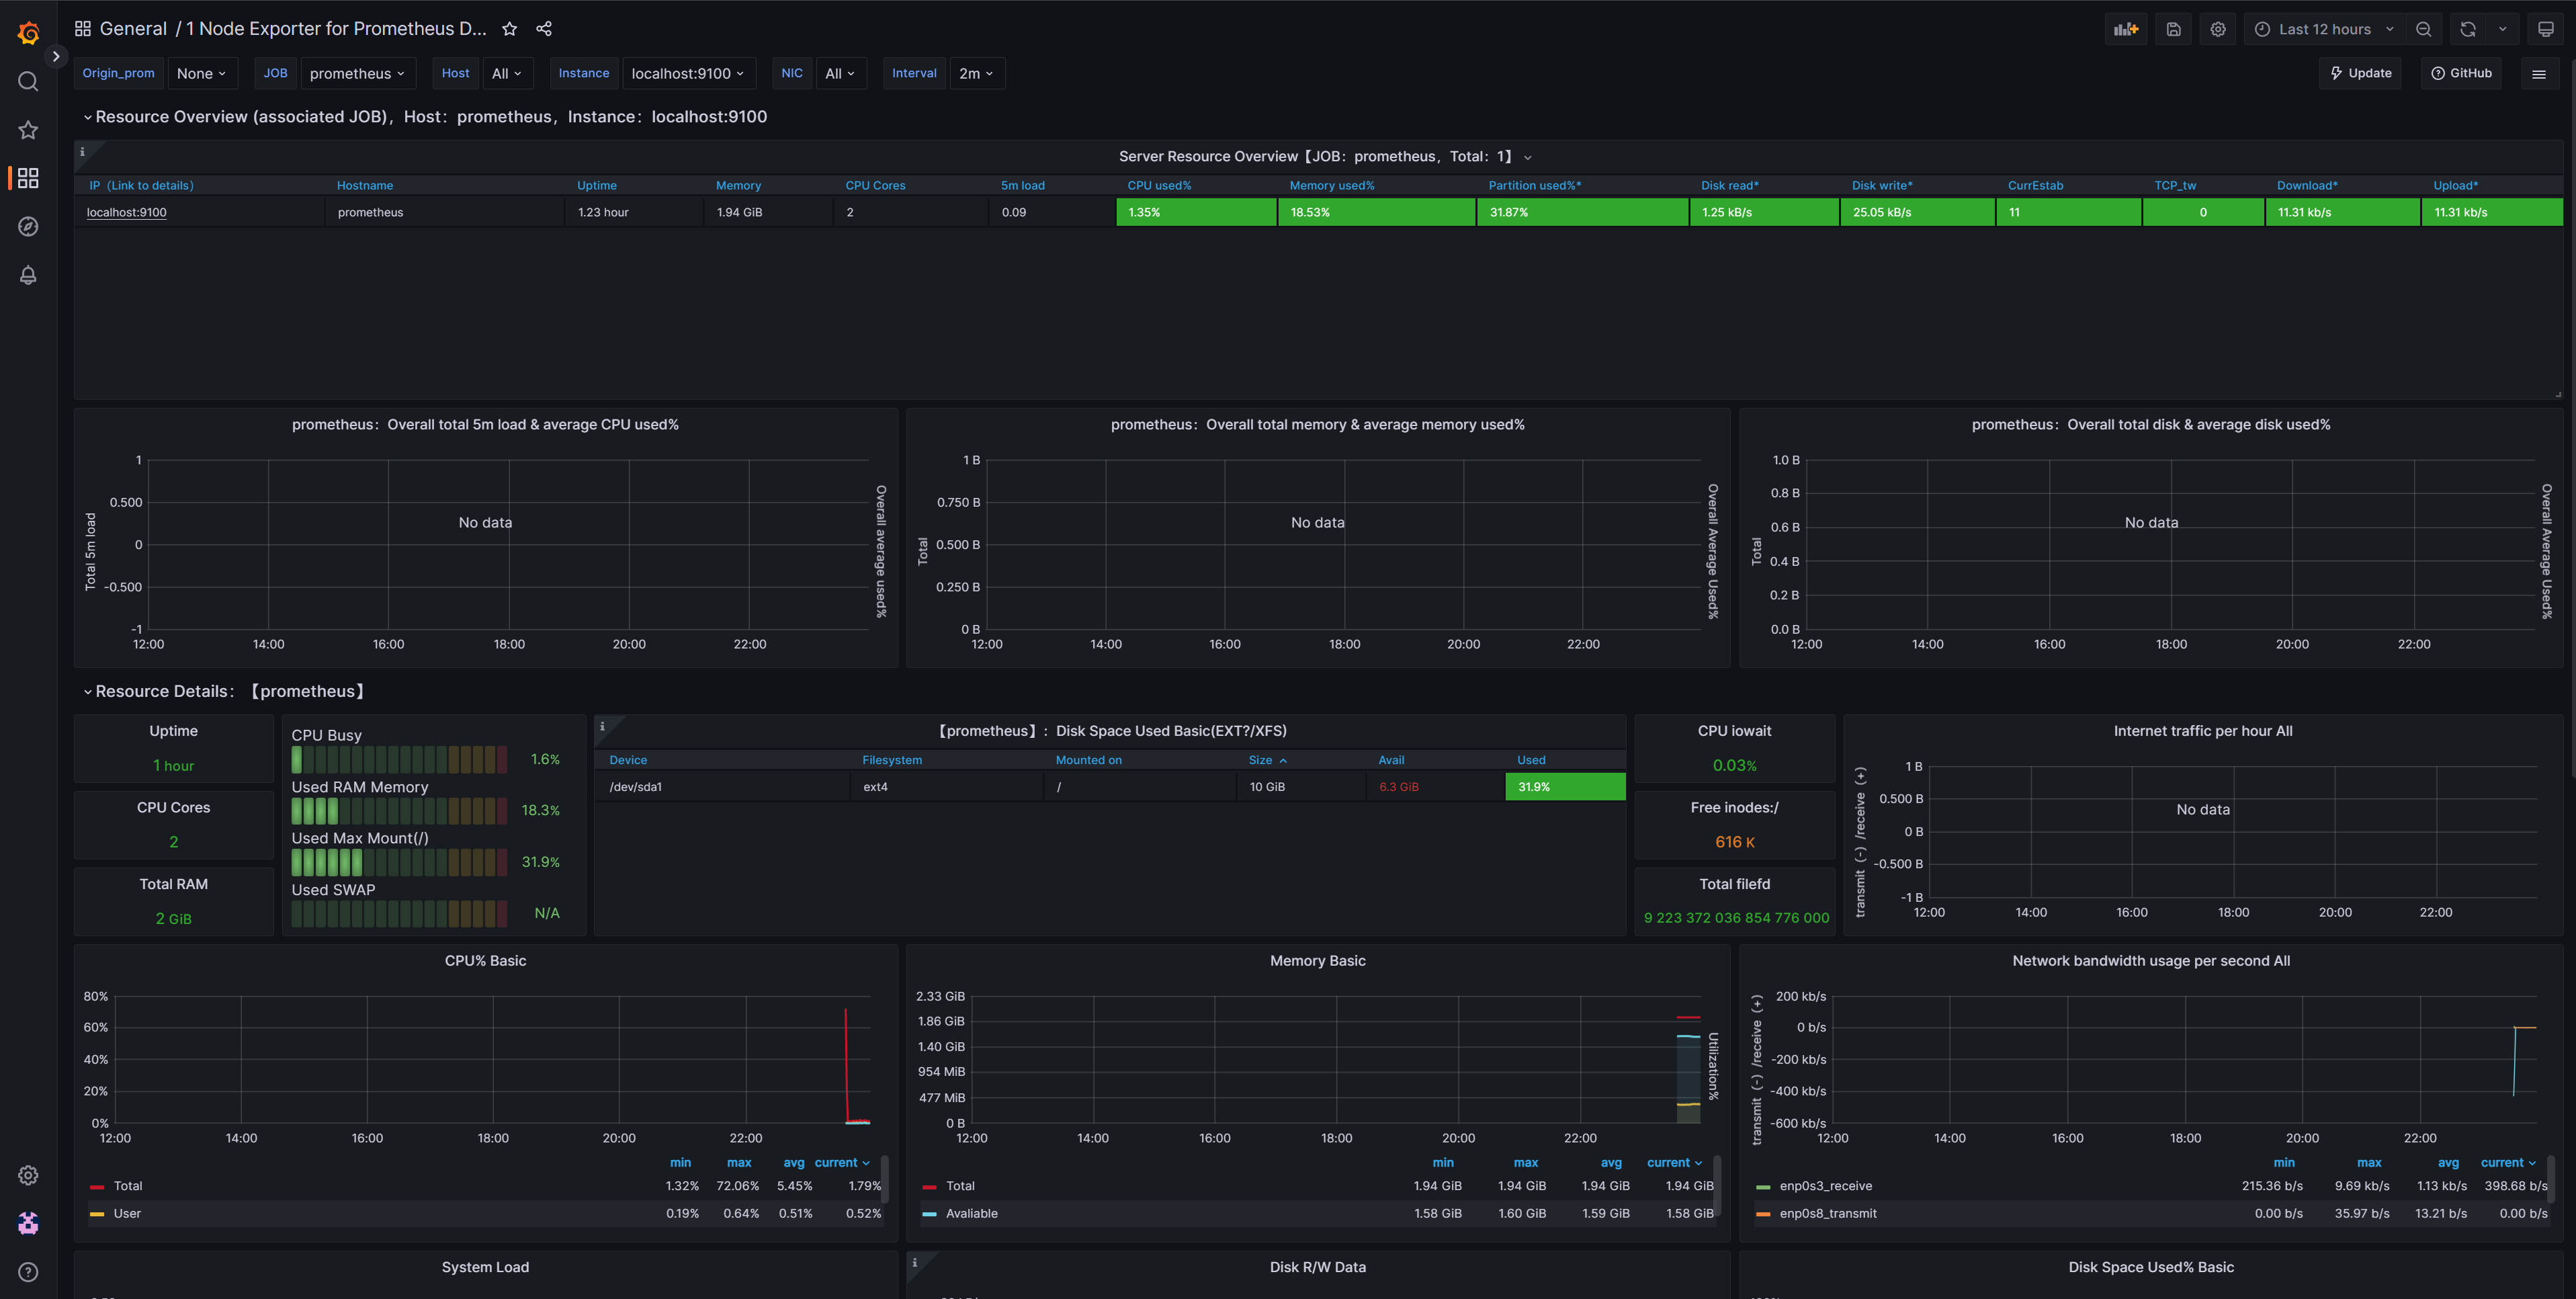 General / 1 Node Exporter for Prometheus D...
Last 12 hours
Origin_prom None JOB prometheus Host All Instance localhost:9100 NIC All Interval 2m Update GitHub
Resource Overview (associated JOB)，Host：prometheus，Instance：localhost:9100
Server Resource Overview【JOB：prometheus，Total：1】
IP（Link to details） Hostname Uptime Memory CPU Cores 5m load CPU used% Memory used% Partition used%* Disk read* Disk write* CurrEstab TCP_tw Download* Upload*
localhost:9100 prometheus 1.23 hour 1.94 GiB 2 0.09 1.35% 18.53% 31.87% 1.25 kB/s 25.05 kB/s 11 0 11.31 kb/s 11.31 kb/s
prometheus：Overall total 5m load & average CPU used%
Total 5m load
1
0.500
0
-0.500
-1
No data
12:00 14:00 16:00 18:00 20:00 22:00
Overall average used%
prometheus：Overall total memory & average memory used%
Total
1 B
0.750 B
0.500 B
0.250 B
0 B
No data
12:00 14:00 16:00 18:00 20:00 22:00
Overall Average Used%
prometheus：Overall total disk & average disk used%
Total
1.0 B
0.8 B
0.6 B
0.4 B
0.2 B
0.0 B
No data
12:00 14:00 16:00 18:00 20:00 22:00
Overall Average Used%
Resource Details：【prometheus】
Uptime
1 hour
CPU Cores
2
Total RAM
2 GiB
CPU Busy
1.6%
Used RAM Memory
18.3%
Used Max Mount(/)
31.9%
Used SWAP
N/A
【prometheus】：Disk Space Used Basic(EXT?/XFS)
Device Filesystem Mounted on Size Avail Used
/dev/sda1 ext4 / 10 GiB 6.3 GiB 31.9%
CPU iowait
0.03%
Free inodes:/
616 K
Total filefd
9 223 372 036 854 776 000
Internet traffic per hour All
transmit（-）/receive（+）
1 B
0.500 B
0 B
-0.500 B
-1 B
No data
12:00 14:00 16:00 18:00 20:00 22:00
CPU% Basic
80%
60%
40%
20%
0%
12:00 14:00 16:00 18:00 20:00 22:00
min max avg current
Total 1.32% 72.06% 5.45% 1.79%
User 0.19% 0.64% 0.51% 0.52%
Memory Basic
2.33 GiB
1.86 GiB
1.40 GiB
954 MiB
477 MiB
0 B
12:00 14:00 16:00 18:00 20:00 22:00
Utilization%
min max avg current
Total 1.94 GiB 1.94 GiB 1.94 GiB 1.94 GiB
Avaliable 1.58 GiB 1.60 GiB 1.59 GiB 1.58 GiB
Network bandwidth usage per second All
transmit（-）/receive（+）
200 kb/s
0 b/s
-200 kb/s
-400 kb/s
-600 kb/s
12:00 14:00 16:00 18:00 20:00 22:00
min max avg current
enp0s3_receive 215.36 b/s 9.69 kb/s 1.13 kb/s 398.68 b/s
enp0s8_transmit 0.00 b/s 35.97 b/s 13.21 b/s 0.00 b/s
System Load
Disk R/W Data
Disk Space Used% Basic